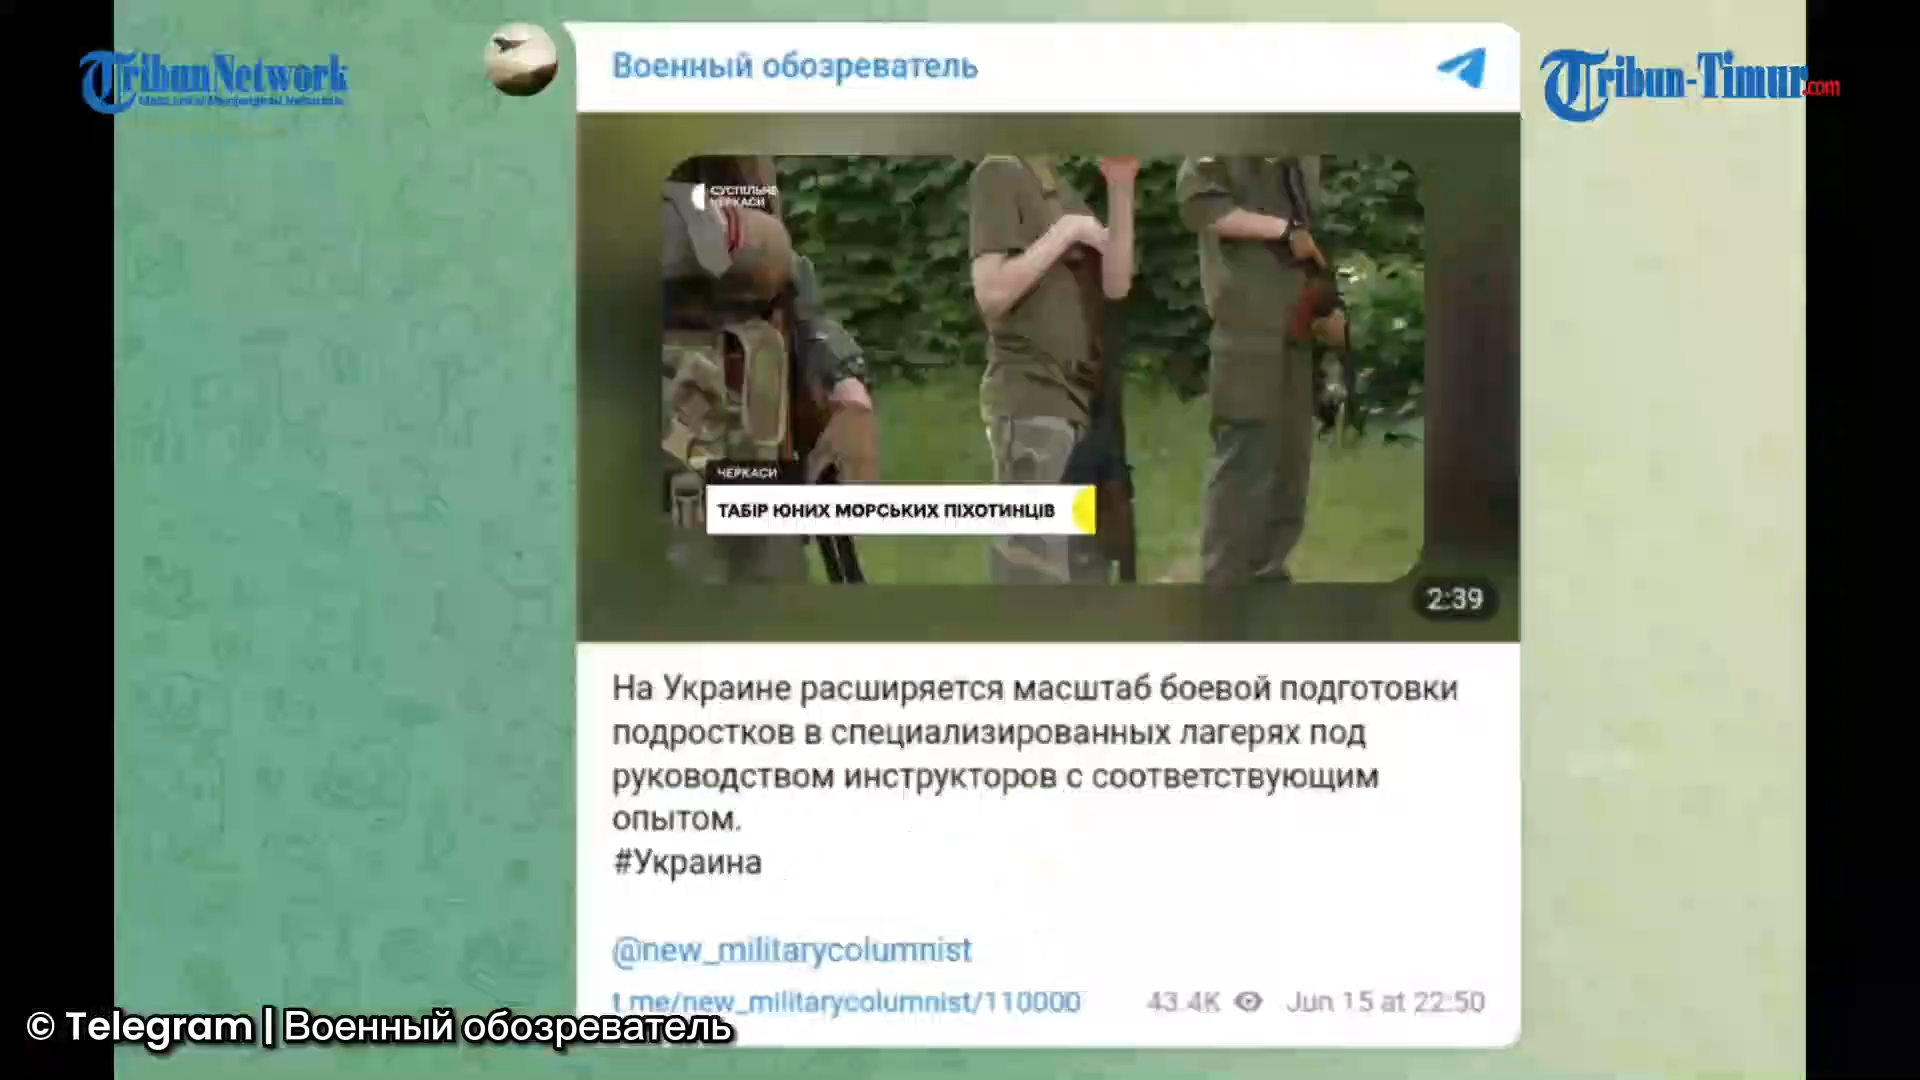 Tribun Network
Tribun-Timur.com
Военный обозреватель
СУСПІЛЬНЕ
ЧЕРКАСИ
ЧЕРКАСИ
ТАБІР ЮНИХ МОРСЬКИХ ПІХОТИНЦІВ
2:39
На Украине расширяется масштаб боевой подготовки
подростков в специализированных лагерях под
руководством инструкторов с соответствующим
опытом.
#Украина
@new_militarycolumnist
t.me/new_militarycolumnist/110000 43.4K Jun 15 at 22:50
© Telegram | Военный обозреватель